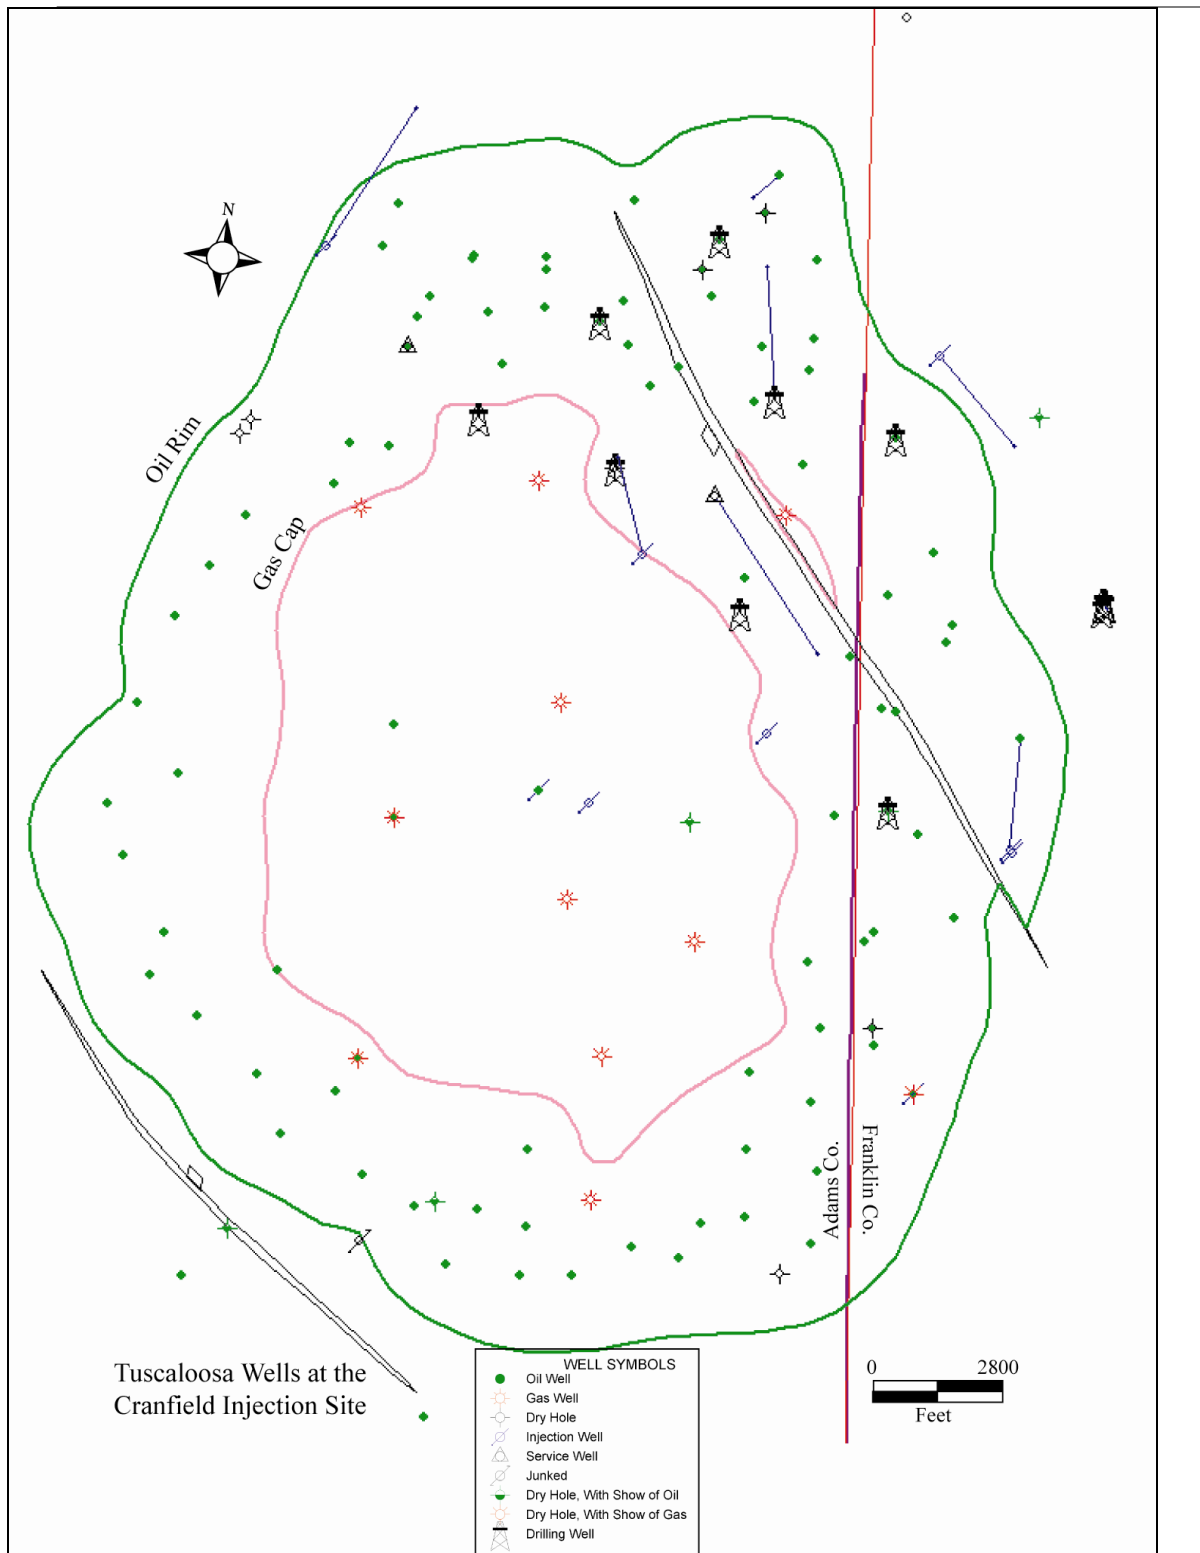 N
Oil Rim
Gas Cap
Adams Co.
Franklin Co.
Tuscaloosa Wells at the
Cranfield Injection Site
0 2800
Feet
WELL SYMBOLS
Oil Well
Gas Well
Dry Hole
Injection Well
Service Well
Junked
Dry Hole, With Show of Oil
Dry Hole, With Show of Gas
Drilling Well